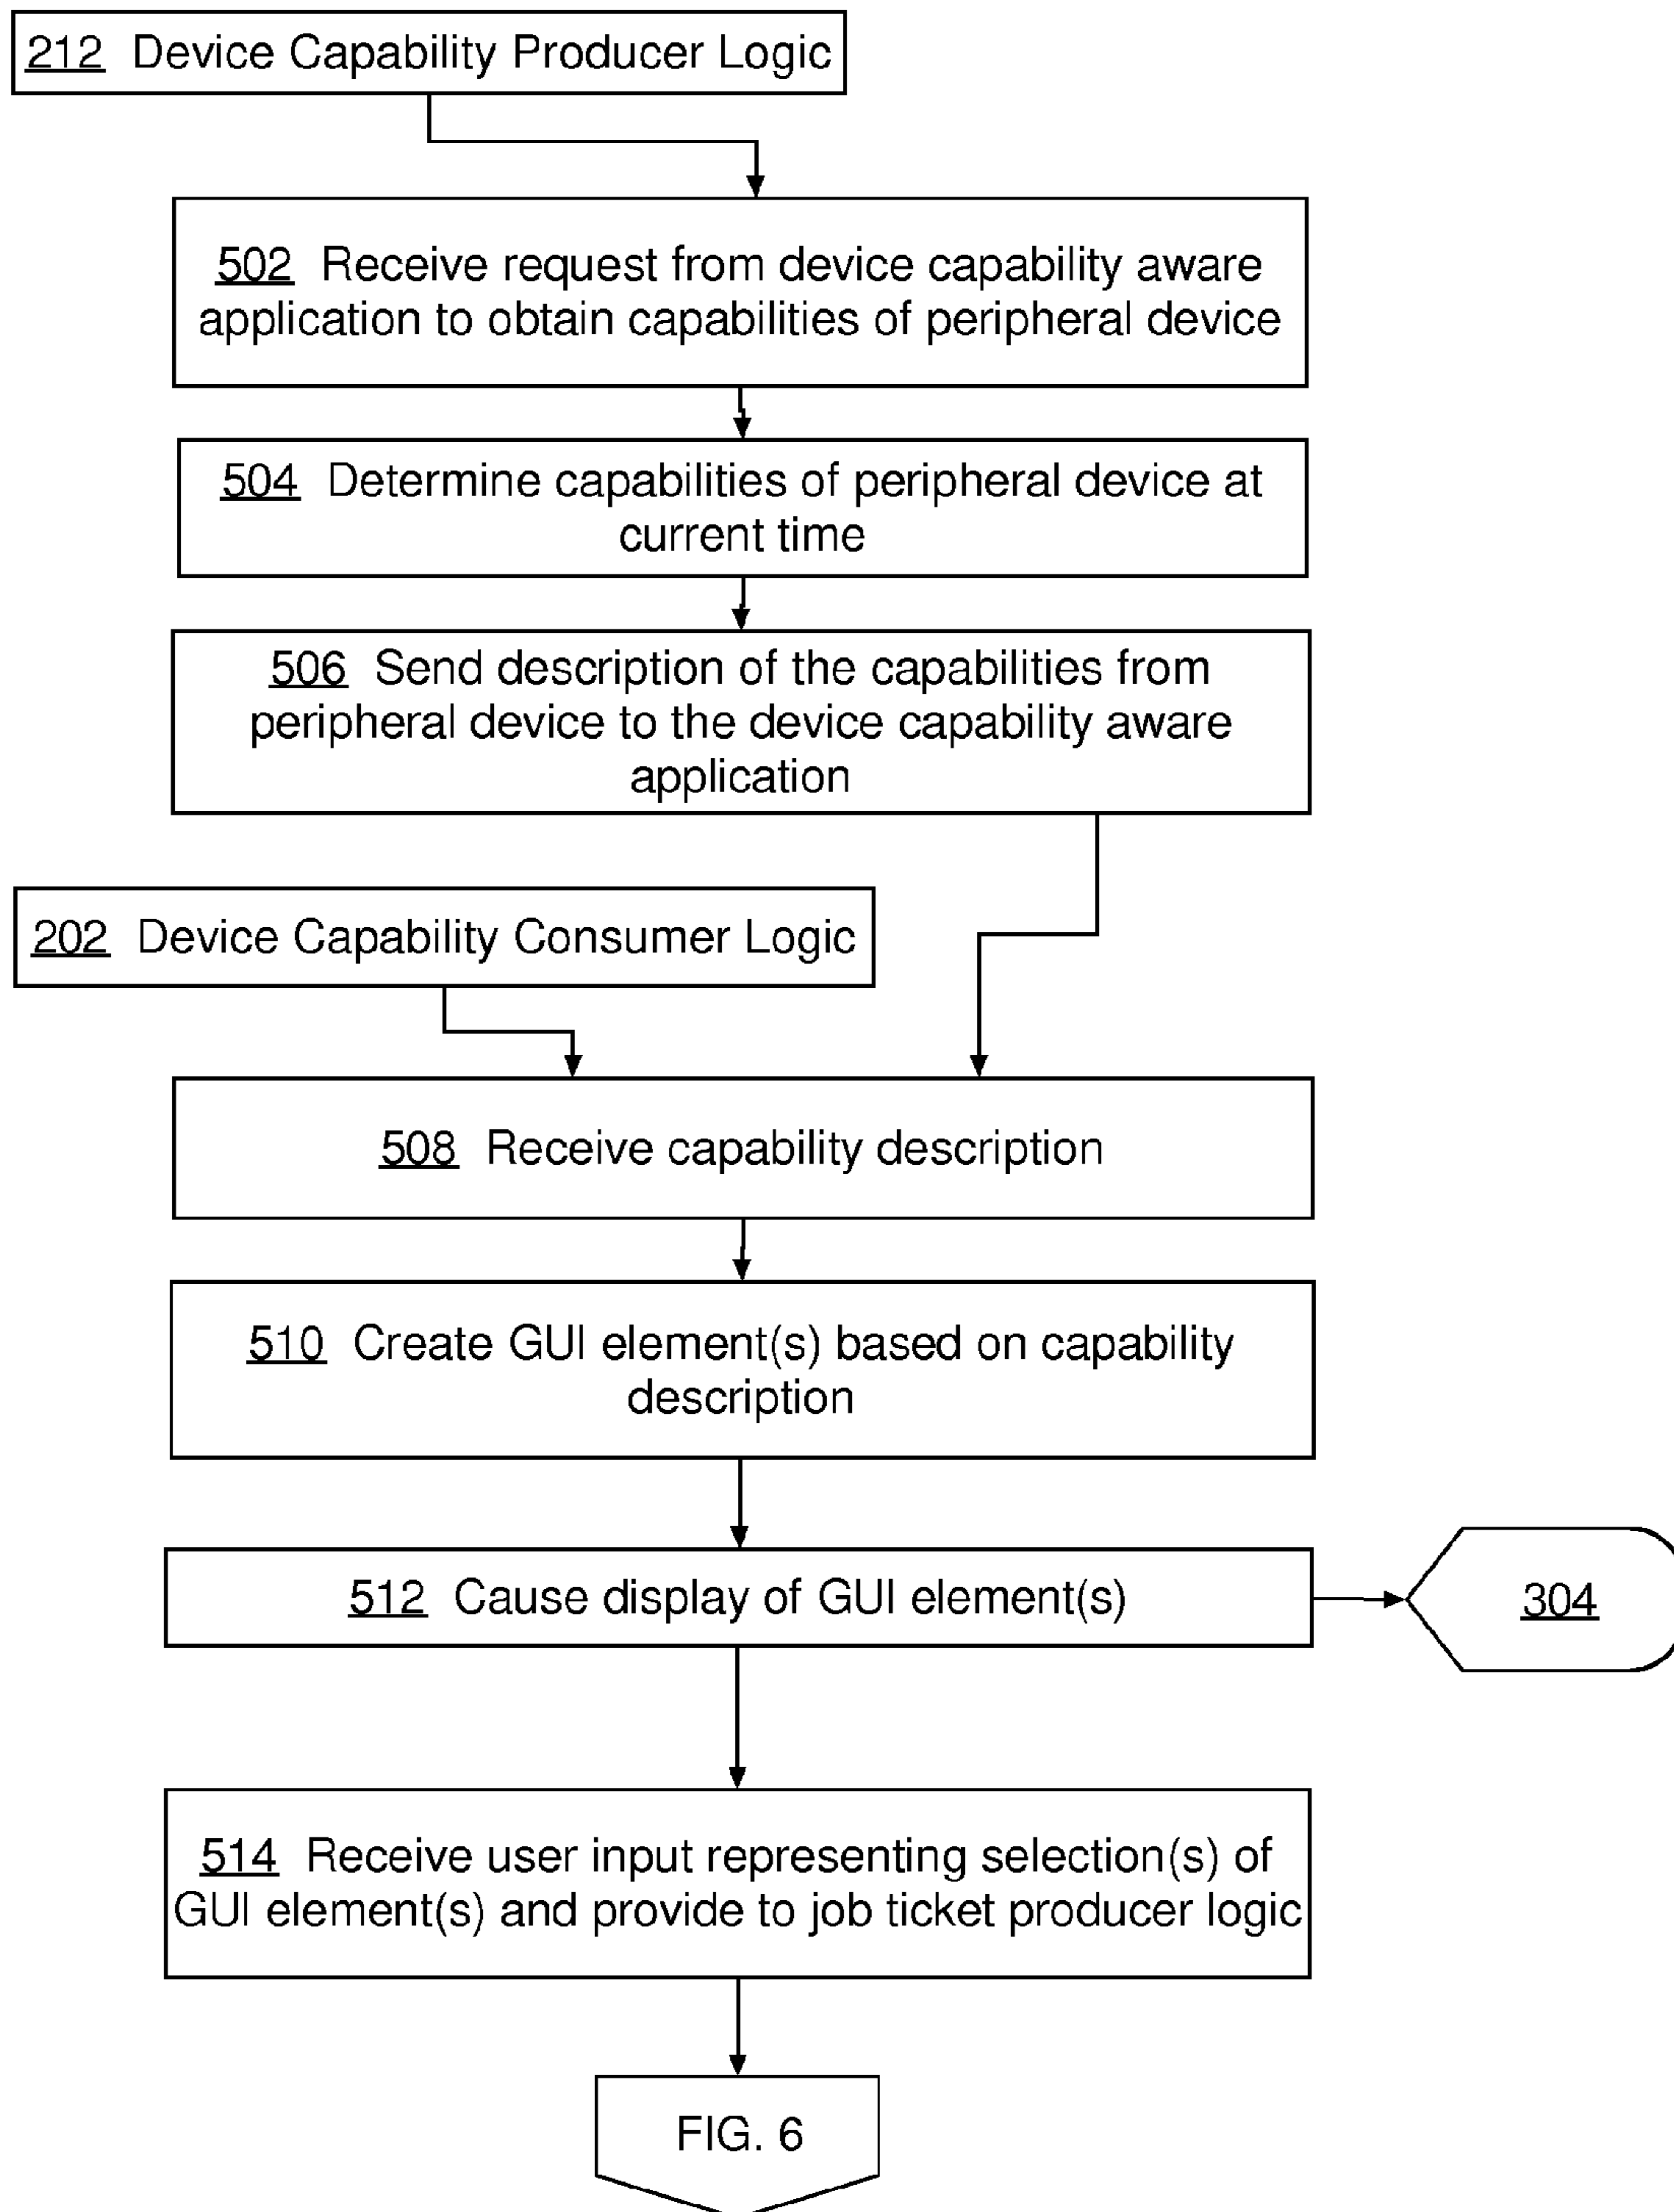 212 Device Capability Producer Logic
502 Receive request from device capability aware
application to obtain capabilities of peripheral device
504 Determine capabilities of peripheral device at
current time
506 Send description of the capabilities from
peripheral device to the device capability aware
application
202 Device Capability Consumer Logic
508 Receive capability description
510 Create GUI element(s) based on capability
description
512 Cause display of GUI element(s)
304
514 Receive user input representing selection(s) of
GUI element(s) and provide to job ticket producer logic
FIG. 6